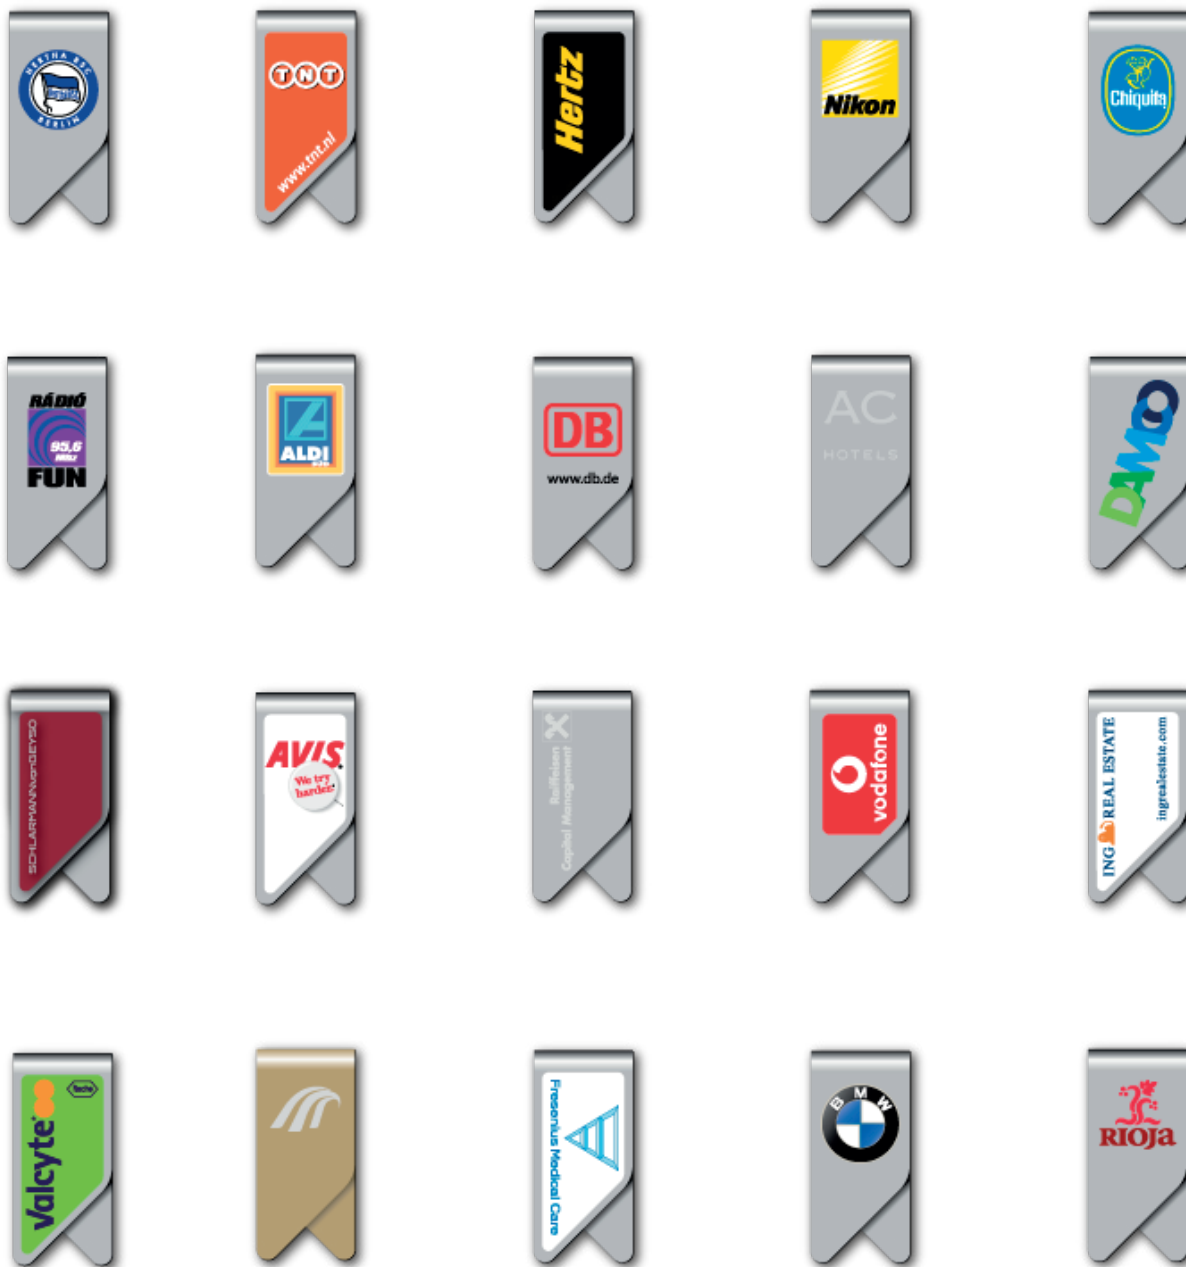 HERTHA BSC
BERLIN
TNT
www.tnt.nl
Hertz
Nikon
Chiquita
RÁDIÓ
95,6
MHz
FUN
ALDI
DB
www.db.de
AC
HOTELS
DAMCO
SCHLARMANNvonGEYSO
AVIS
We try
harder.
Raiffeisen
Capital Management
vodafone
ING REAL ESTATE
ingrealestate.com
Valcyte
Roche
Fresenius Medical Care
BMW
RIOJa